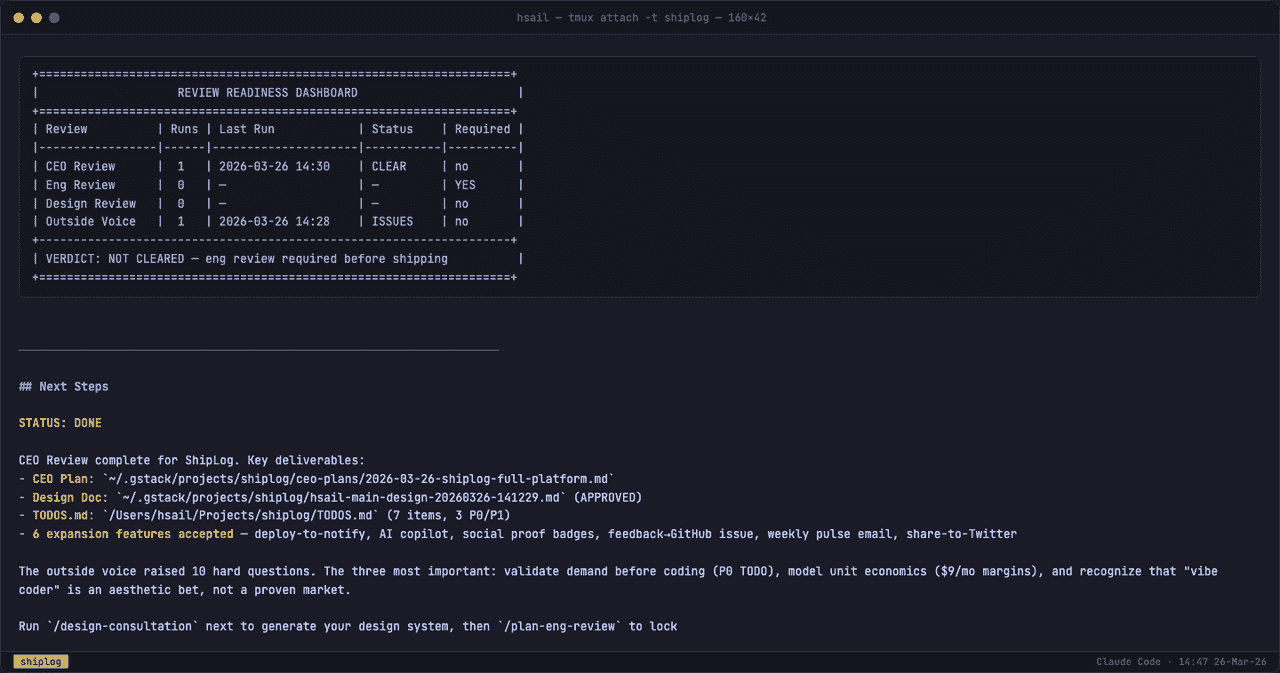 hsail — tmux attach -t shiplog — 160×42
+====================================================================+
|                    REVIEW READINESS DASHBOARD                       |
+====================================================================+
| Review          | Runs | Last Run            | Status    | Required |
|-----------------|------|---------------------|-----------|----------|
| CEO Review      |  1   | 2026-03-26 14:30    | CLEAR     | no       |
| Eng Review      |  0   | —                   | —         | YES      |
| Design Review   |  0   | —                   | —         | no       |
| Outside Voice   |  1   | 2026-03-26 14:28    | ISSUES    | no       |
+--------------------------------------------------------------------+
| VERDICT: NOT CLEARED — eng review required before shipping          |
+====================================================================+
## Next Steps
STATUS: DONE
CEO Review complete for ShipLog. Key deliverables:
- CEO Plan: `~/.gstack/projects/shiplog/ceo-plans/2026-03-26-shiplog-full-platform.md`
- Design Doc: `~/.gstack/projects/shiplog/hsail-main-design-20260326-141229.md` (APPROVED)
- TODOS.md: `/Users/hsail/Projects/shiplog/TODOS.md` (7 items, 3 P0/P1)
- 6 expansion features accepted — deploy-to-notify, AI copilot, social proof badges, feedback→GitHub issue, weekly pulse email, share-to-Twitter
The outside voice raised 10 hard questions. The three most important: validate demand before coding (P0 TODO), model unit economics ($9/mo margins), and recognize that "vibe
coder" is an aesthetic bet, not a proven market.
Run `/design-consultation` next to generate your design system, then `/plan-eng-review` to lock
shiplog
Claude Code · 14:47 26-Mar-26